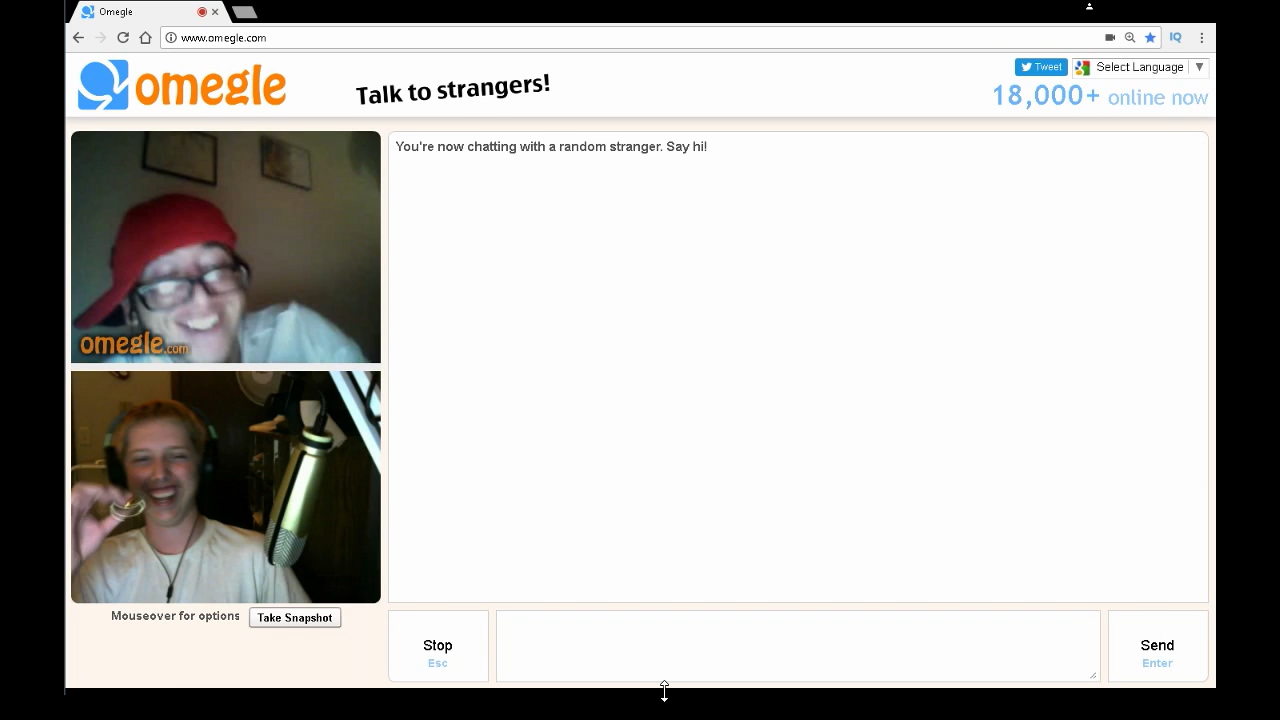 Omegle
www.omegle.com
IQ
omegle
Talk to strangers!
Tweet
Select Language
18,000+ online now
You're now chatting with a random stranger. Say hi!
omegle.com
Mouseover for options
Take Snapshot
Stop
Esc
Send
Enter